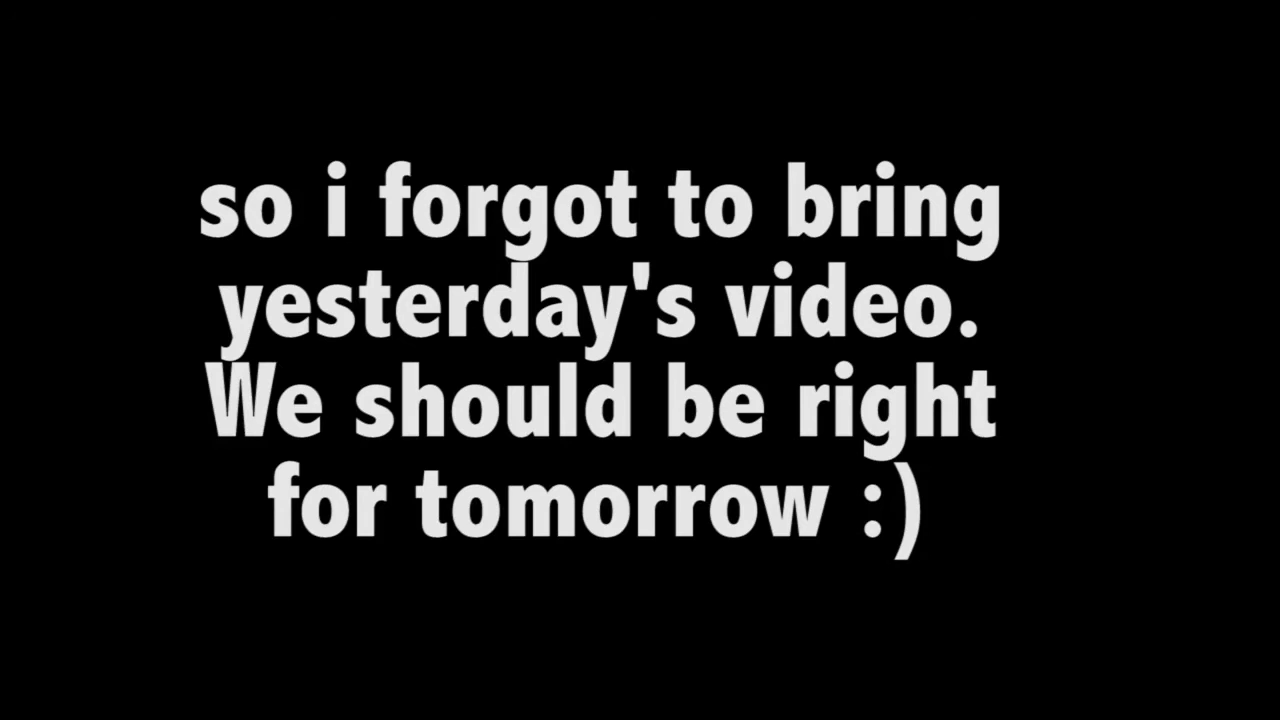 so i forgot to bring
yesterday's video.
We should be right
for tomorrow :)